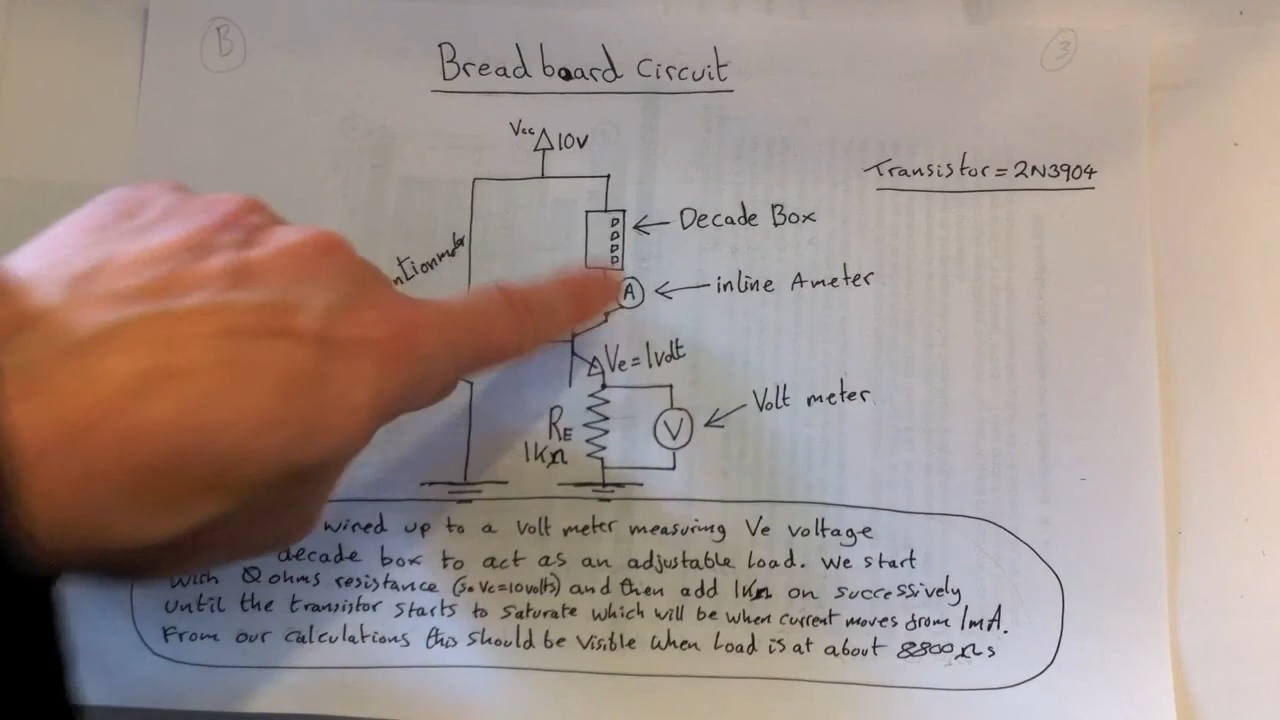 B
3
Bread board Circuit
Vcc 10V
Transistor = 2N3904
Decade Box
A
inline Ameter
Ve = 1volt
Volt meter
RE
1KΩ
V
wired up to a volt meter measuring Ve voltage
decade box to act as an adjustable load. We start
with 0 ohms resistance (so Vc=10volts) and then add 1KΩ on successively
until the transistor starts to saturate which will be when current moves from 1mA.
From our calculations this should be visible when load is at about 8800Ωs